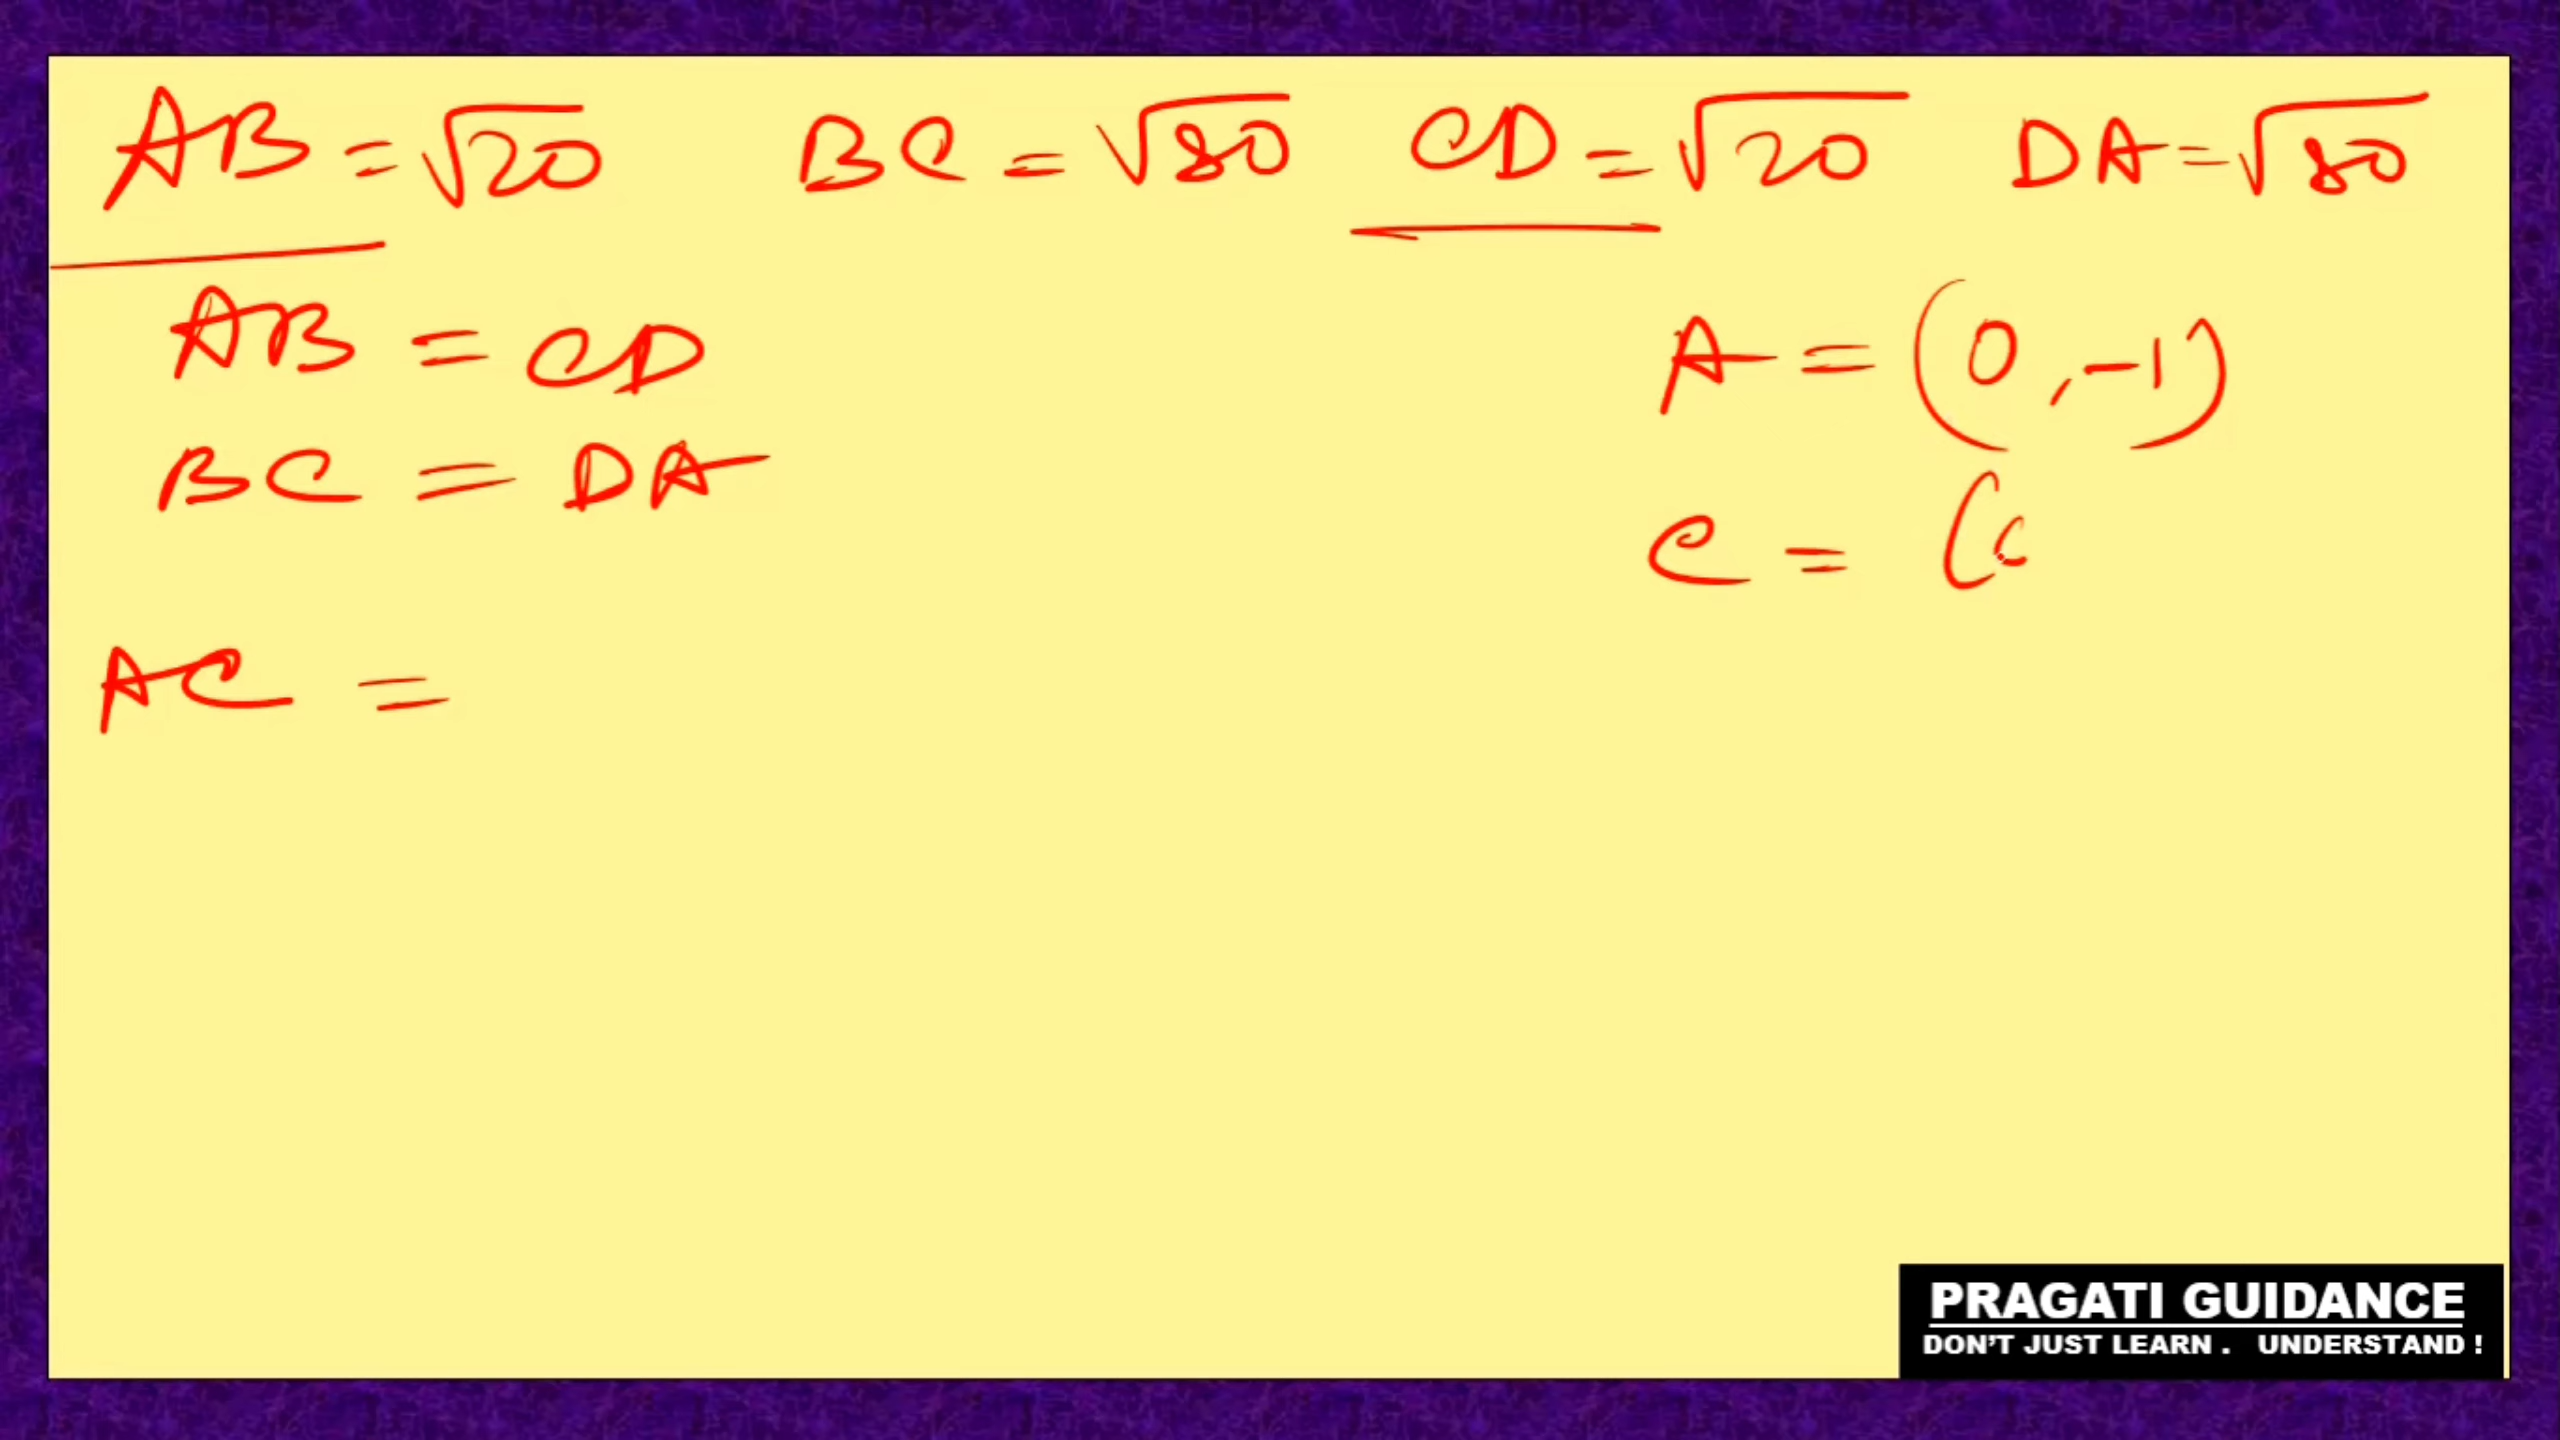 AB = √20 BC = √80 CD = √20 DA = √80
AB = CD
A = (0, -1)
BC = DA
C = (
AC =
PRAGATI GUIDANCE
DON'T JUST LEARN . UNDERSTAND !